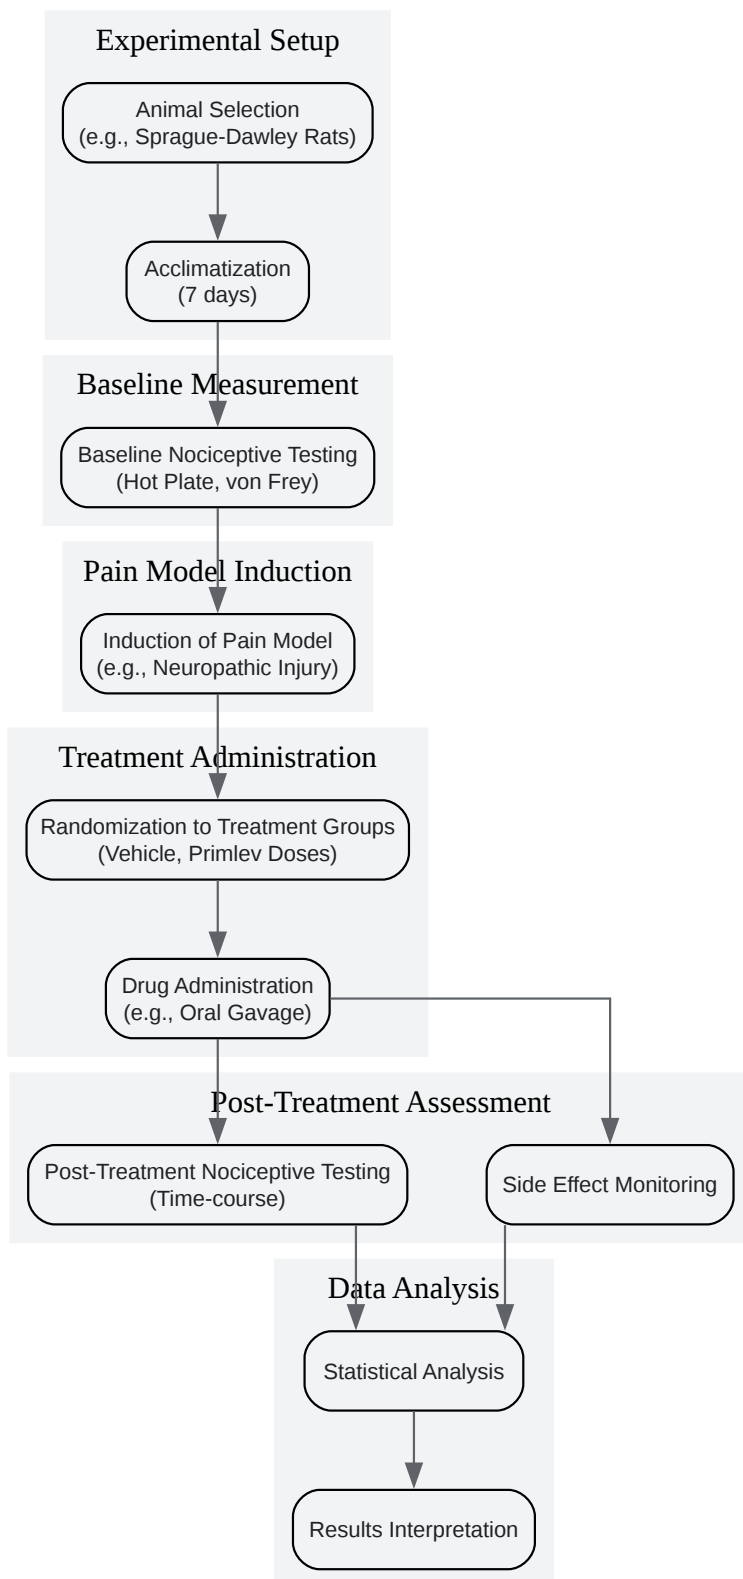 Experimental Setup
Animal Selection
(e.g., Sprague-Dawley Rats)
Acclimatization
(7 days)
Baseline Measurement
Baseline Nociceptive Testing
(Hot Plate, von Frey)
Pain Model Induction
Induction of Pain Model
(e.g., Neuropathic Injury)
Treatment Administration
Randomization to Treatment Groups
(Vehicle, Primlev Doses)
Drug Administration
(e.g., Oral Gavage)
Post-Treatment Assessment
Post-Treatment Nociceptive Testing
(Time-course)
Side Effect Monitoring
Data Analysis
Statistical Analysis
Results Interpretation